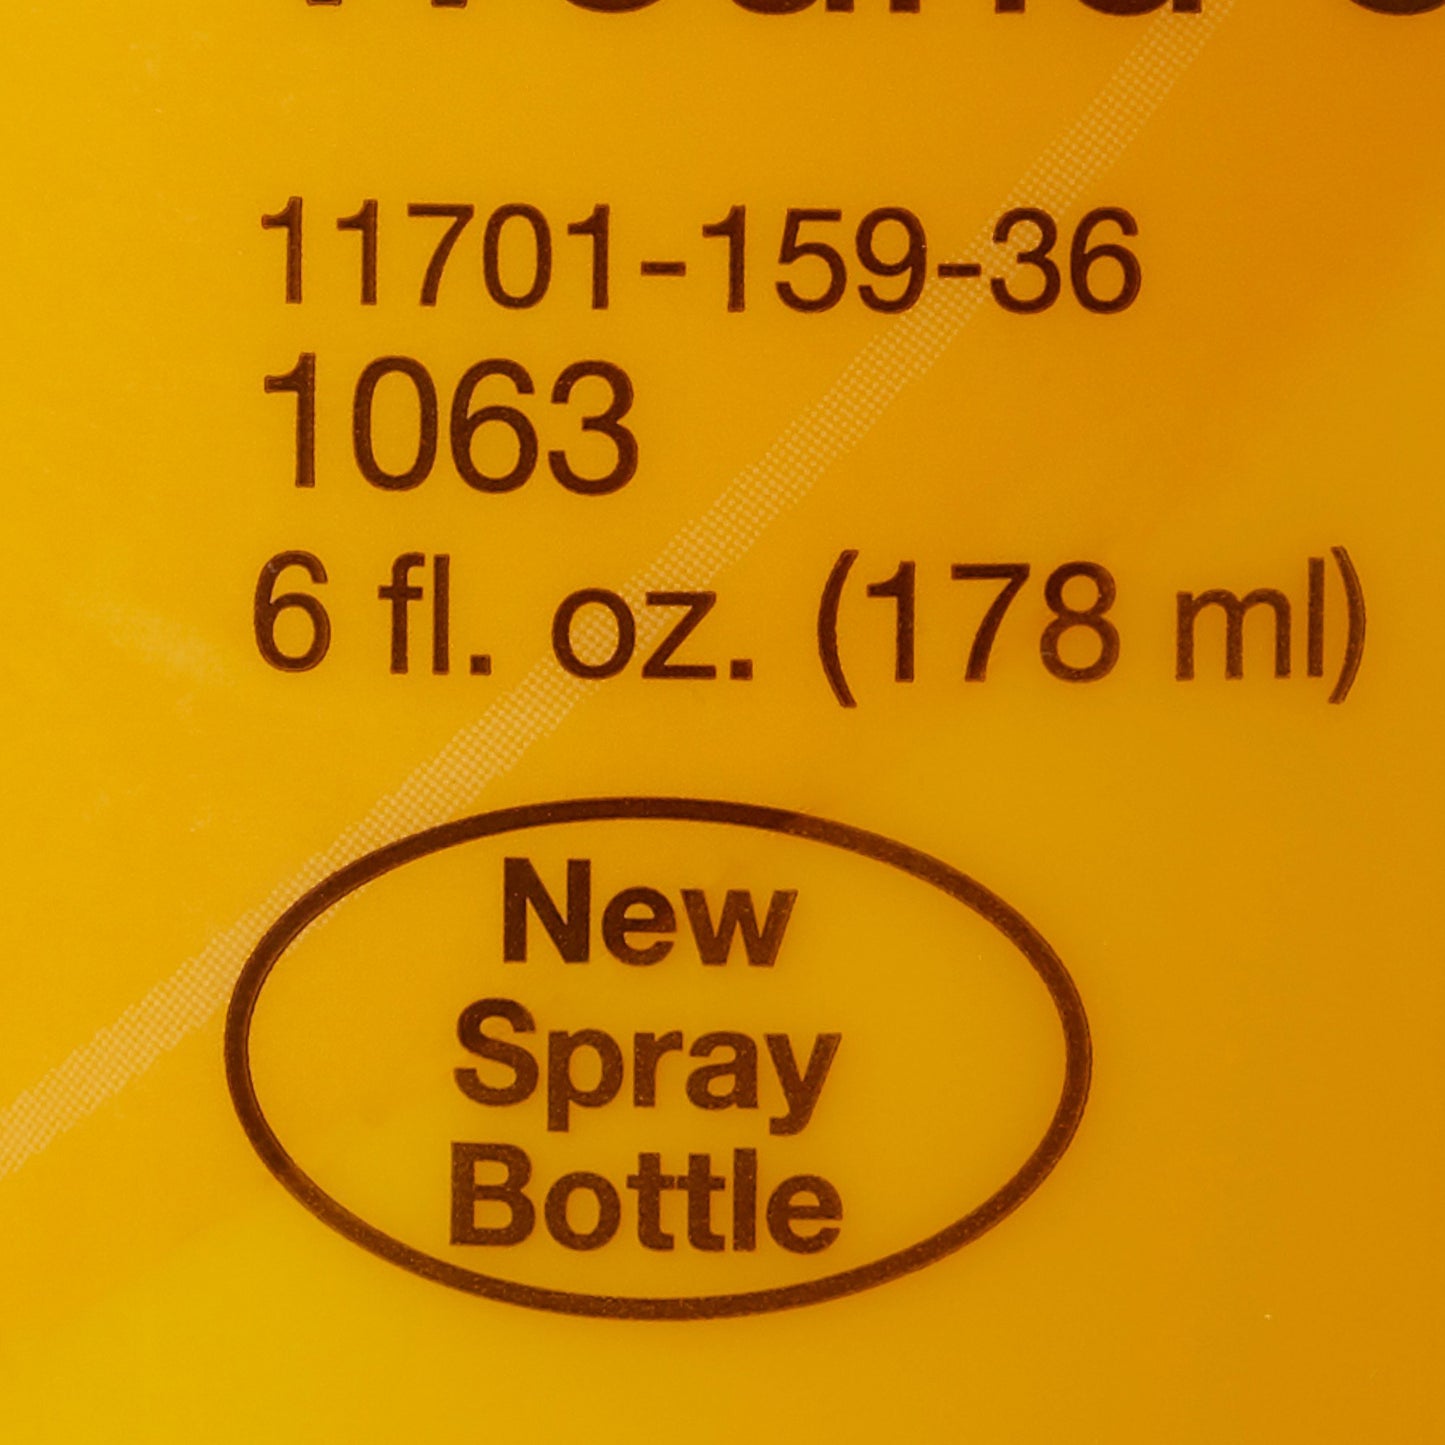 11701-159-36
1063
6 fl. oz. (178 ml)
New
Spray
Bottle